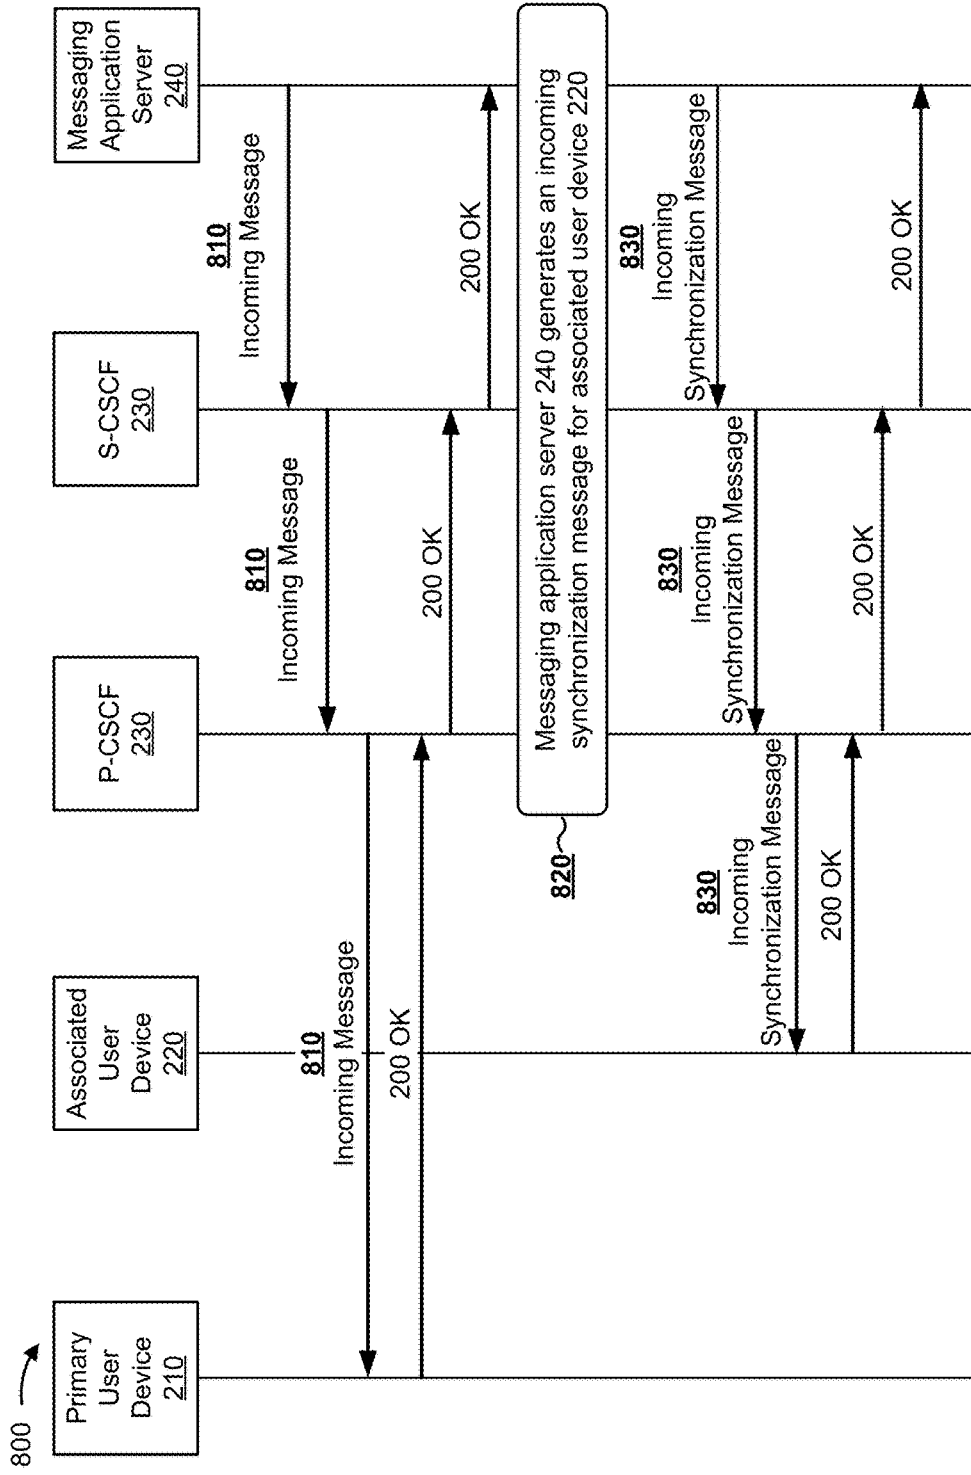 800
Primary
User
Device
210
Associated
User
Device
220
P-CSCF
230
S-CSCF
230
Messaging
Application
Server
240
810
Incoming Message
810
Incoming Message
810
Incoming Message
200 OK
200 OK
200 OK
820
Messaging application server 240 generates an incoming
synchronization message for associated user device 220
830
Incoming
Synchronization Message
830
Incoming
Synchronization Message
830
Incoming
Synchronization Message
200 OK
200 OK
200 OK